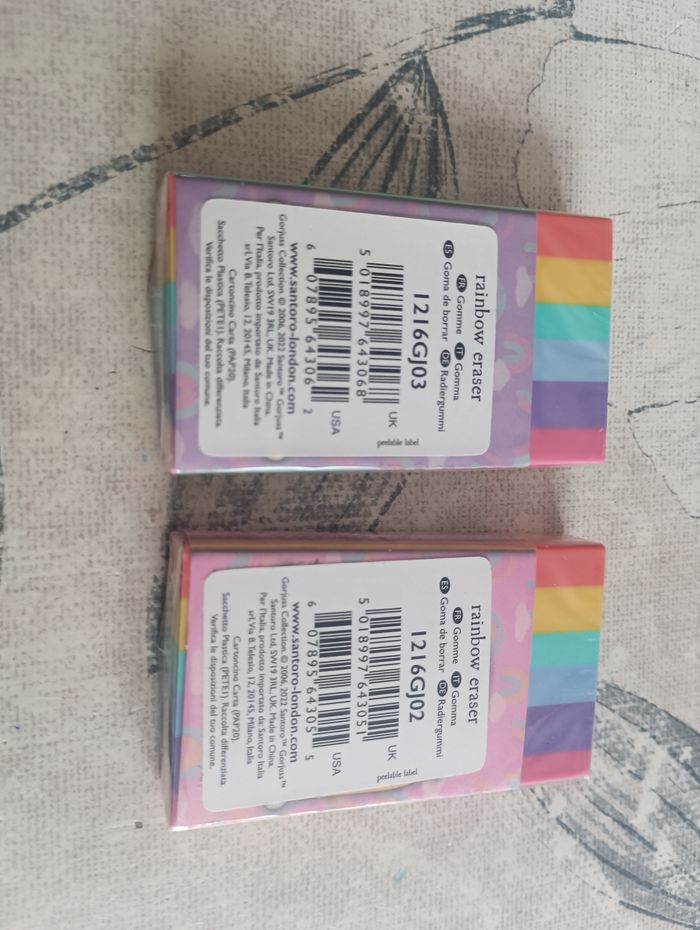 rainbow eraser
FR Gomme IT Gomma
ES Goma de borrar DE Radiergummi
1216GJ03
UK
5 018997 643068
peelable label
USA
6 07895 64306 2
www.santoro-london.com
Gorjuss Collection. © 2006, 2022 Santoro™ Gorjuss™
Santoro Ltd, SW19 3RL, UK. Made in China.
Per l'Italia, prodotto importato da Santoro Italia
srl, Via B. Telesio, 12, 20145, Milano, Italia
Cartoncino Carta (PAP20).
Sacchetto Plastica (PETE1). Raccolta differenziata.
Verifica le disposizioni del tuo comune.
rainbow eraser
FR Gomme IT Gomma
ES Goma de borrar DE Radiergummi
1216GJ02
UK
5 018997 643051
peelable label
USA
6 07895 64305 5
www.santoro-london.com
Gorjuss Collection. © 2006, 2022 Santoro™ Gorjuss™
Santoro Ltd, SW19 3RL, UK. Made in China.
Per l'Italia, prodotto importato da Santoro Italia
srl, Via B. Telesio, 12, 20145, Milano, Italia
Cartoncino Carta (PAP20).
Sacchetto Plastica (PETE1). Raccolta differenziata.
Verifica le disposizioni del tuo comune.